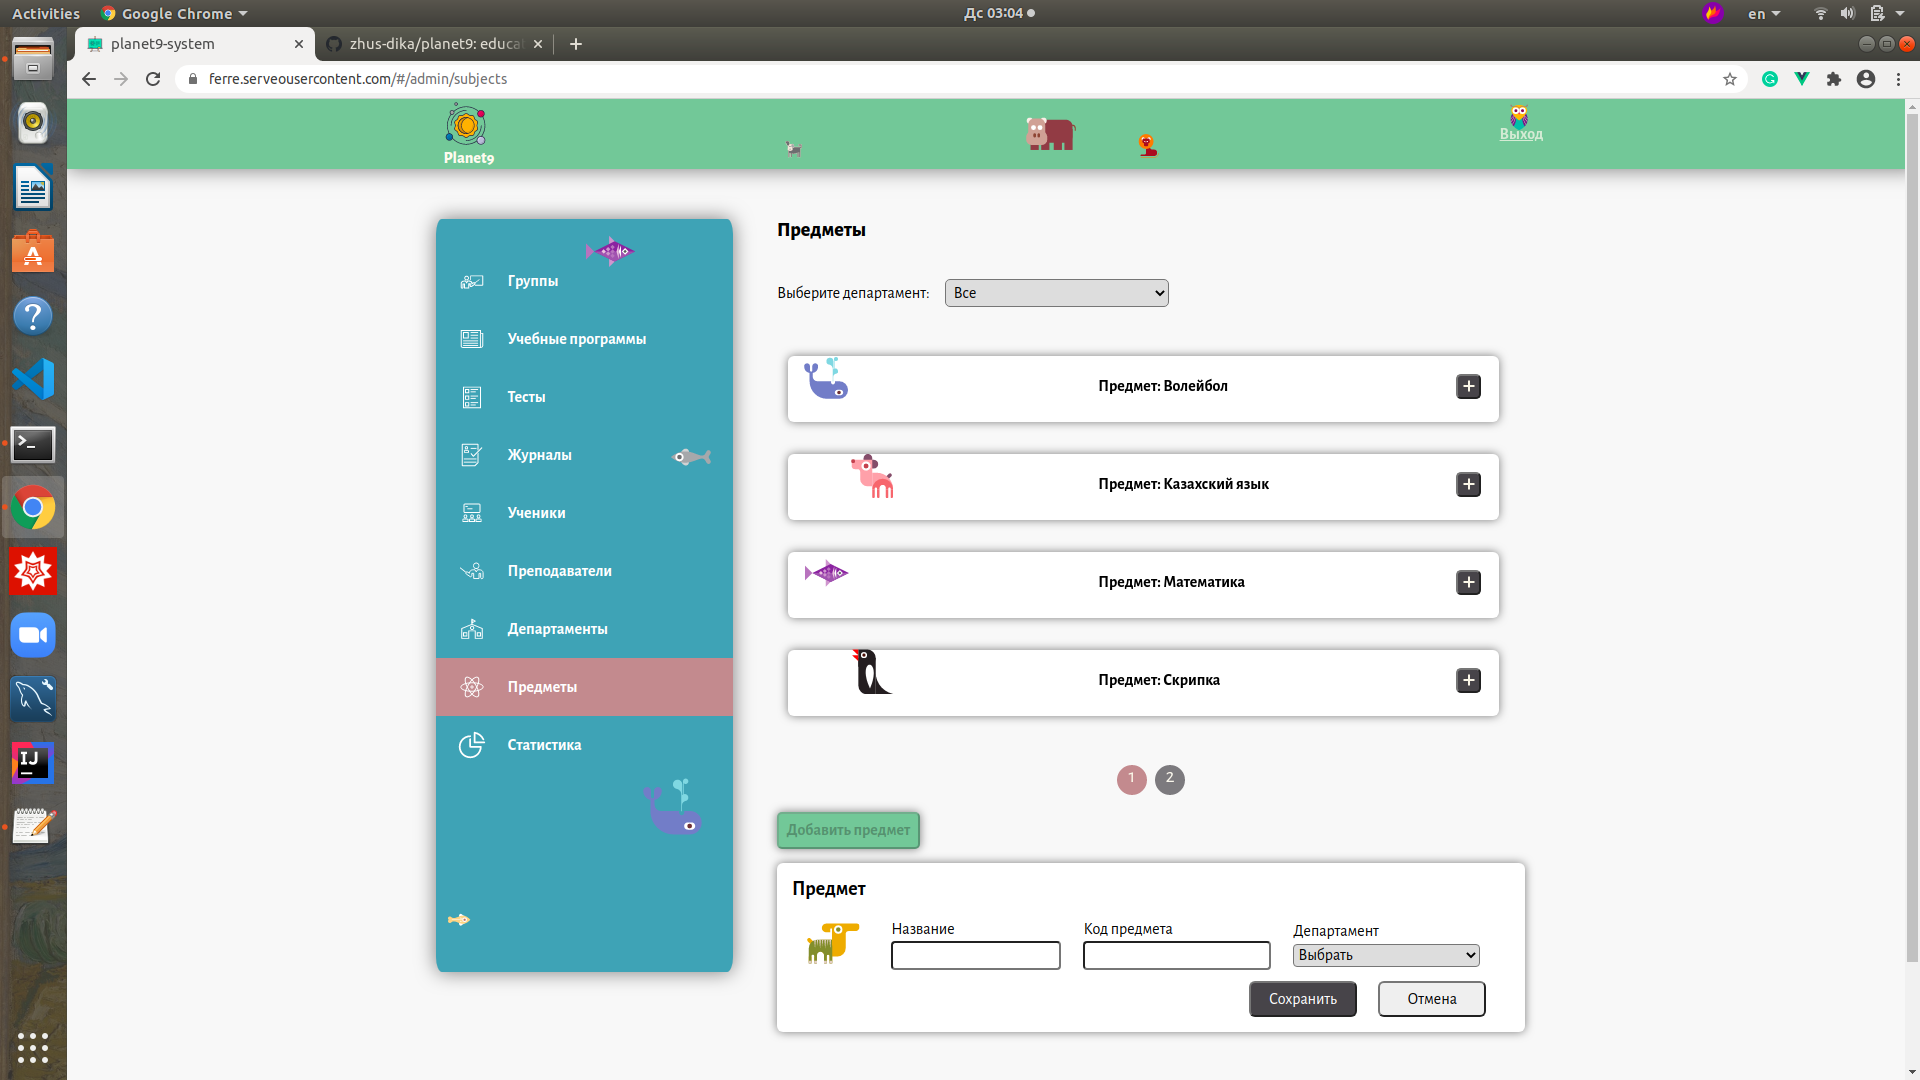 Activities
Google Chrome
Дс 03:04
en
planet9-system
zhus-dika/planet9: educa
ferre.serveousercontent.com/#/admin/subjects
Planet9
Выход
Группы
Учебные программы
Тесты
Журналы
Ученики
Преподаватели
Департаменты
Предметы
Статистика
Предметы
Выберите департамент:
Все
Предмет: Волейбол
Предмет: Казахский язык
Предмет: Математика
Предмет: Скрипка
1
2
Добавить предмет
Предмет
Название
Код предмета
Департамент
Выбрать
Сохранить
Отмена
IJ